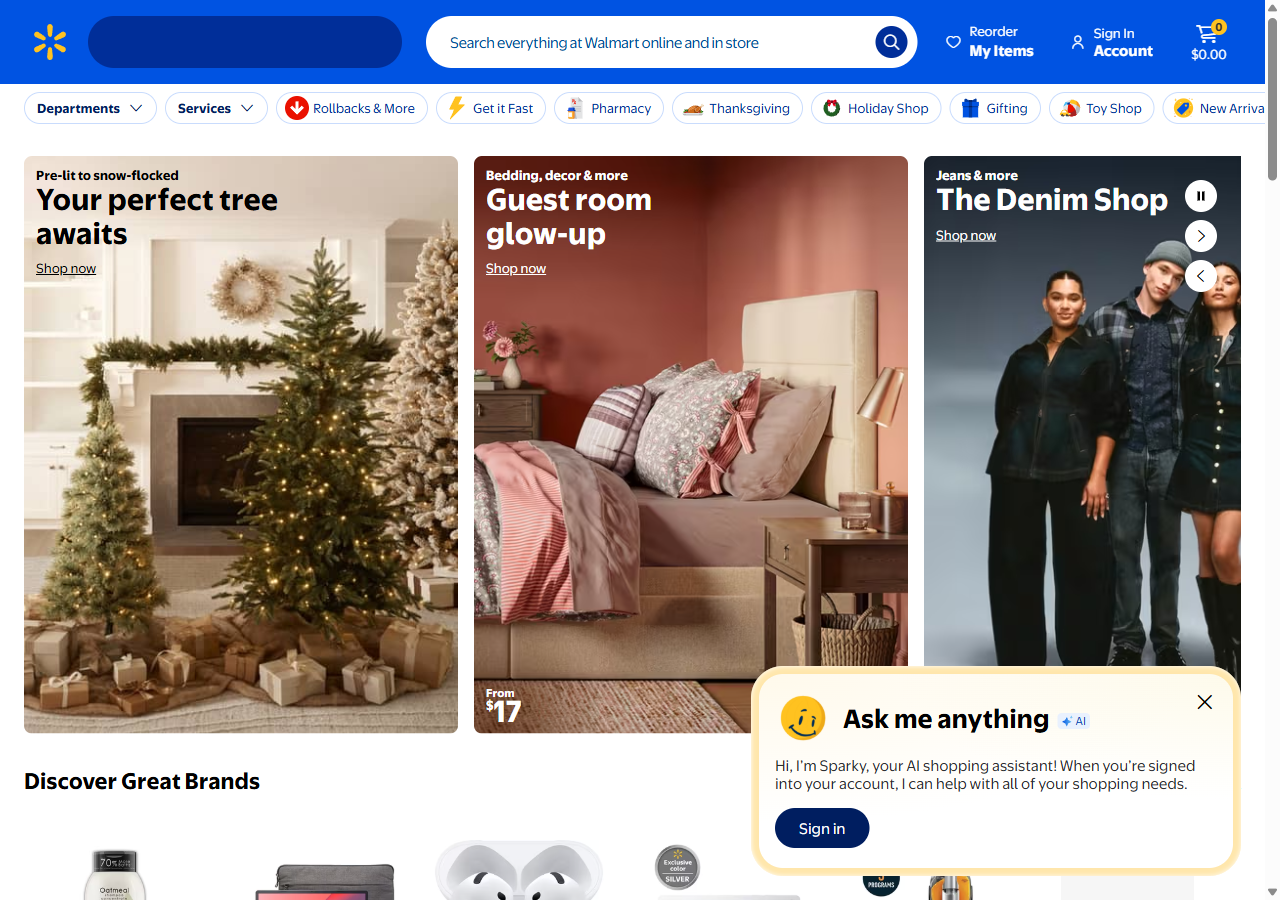 Search everything at Walmart online and in store
Reorder
My Items
Sign In
Account
0
$0.00
Departments
Services
Rollbacks & More
Get it Fast
Pharmacy
Thanksgiving
Holiday Shop
Gifting
Toy Shop
New Arriva
Pre-lit to snow-flocked
Your perfect tree
awaits
Shop now
Bedding, decor & more
Guest room
glow-up
Shop now
From
$17
Jeans & more
The Denim Shop
Shop now
Ask me anything
AI
Hi, I'm Sparky, your AI shopping assistant! When you're signed
into your account, I can help with all of your shopping needs.
Sign in
Discover Great Brands
70
Oatmeal
Exclusive
color
SILVER
PROGRAMS